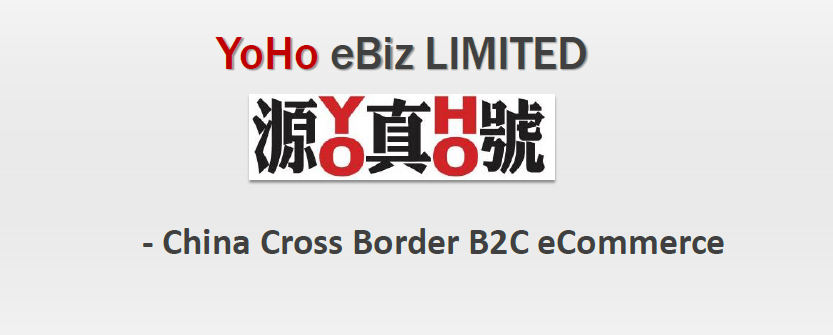 YoHo eBiz LIMITED
源YO真HO號
- China Cross Border B2C eCommerce